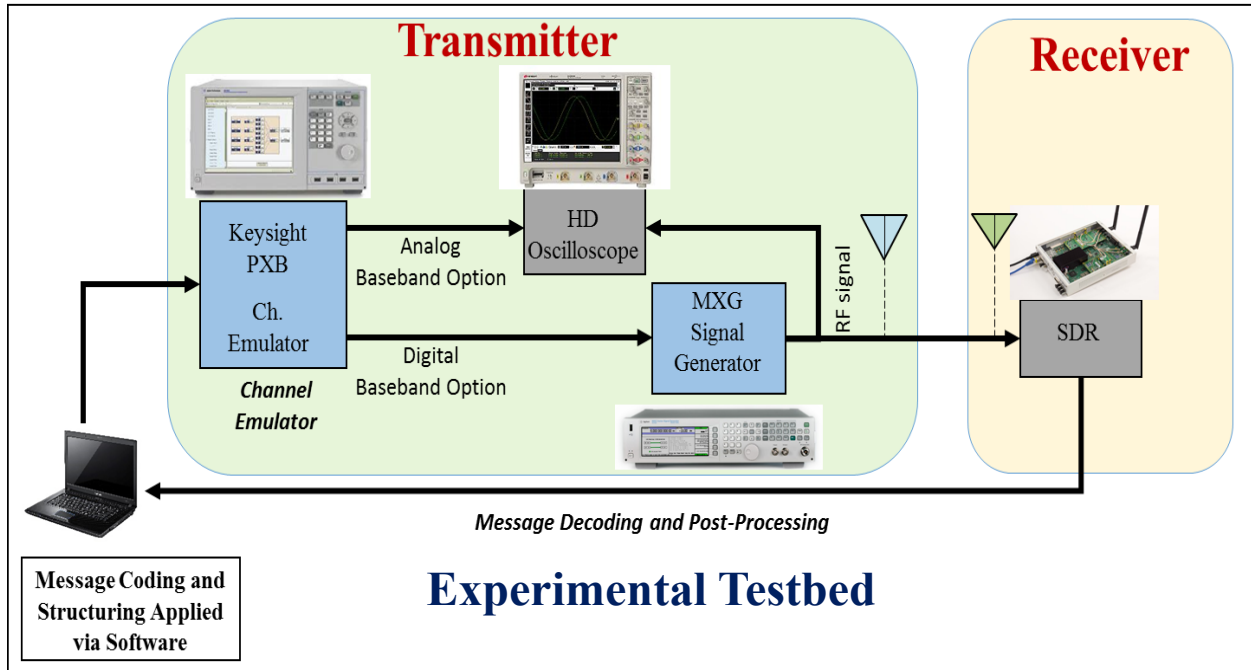 Transmitter
Receiver
Keysight
PXB
Ch.
Emulator
Analog
Baseband Option
HD
Oscilloscope
Digital
Baseband Option
MXG
Signal
Generator
RF signal
SDR
Channel
Emulator
Message Decoding and Post-Processing
Message Coding and
Structuring Applied
via Software
Experimental Testbed